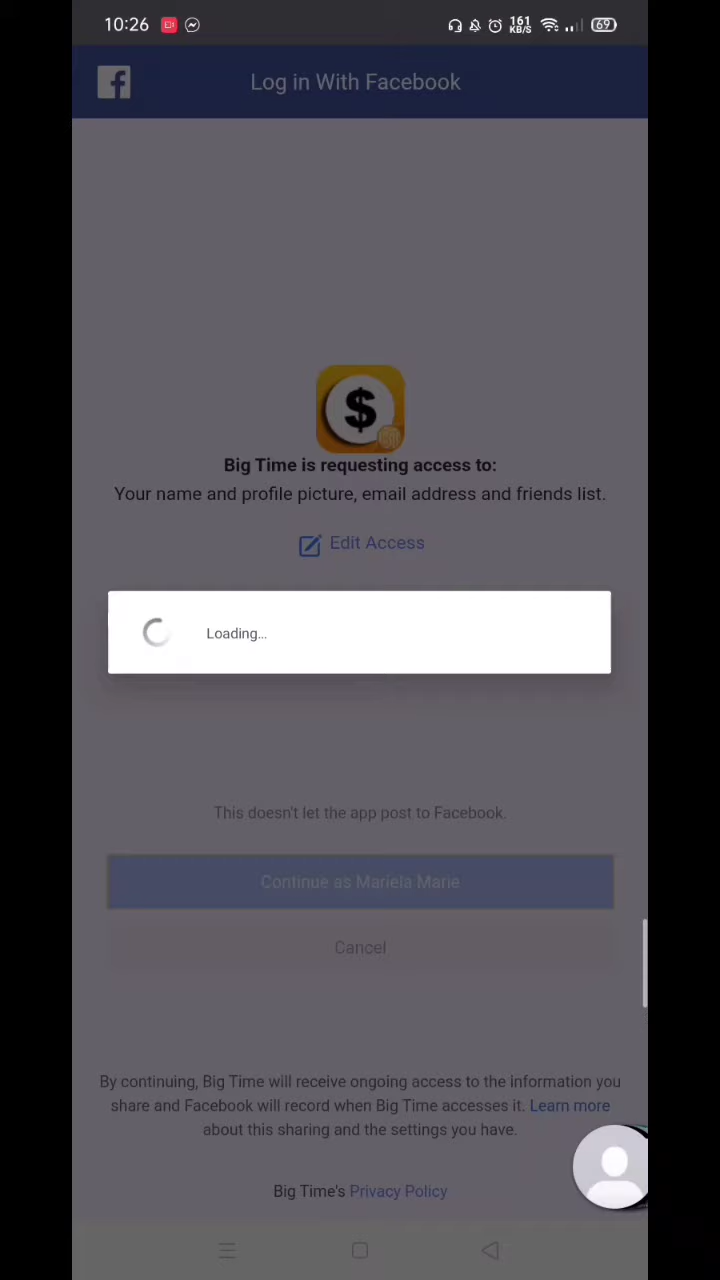 10:26
161
KB/S
69
Log in With Facebook
$
Big Time is requesting access to:
Your name and profile picture, email address and friends list.
Edit Access
Loading...
This doesn't let the app post to Facebook.
Continue as Mariela Marie
Cancel
By continuing, Big Time will receive ongoing access to the information you
share and Facebook will record when Big Time accesses it. Learn more
about this sharing and the settings you have.
Big Time's Privacy Policy